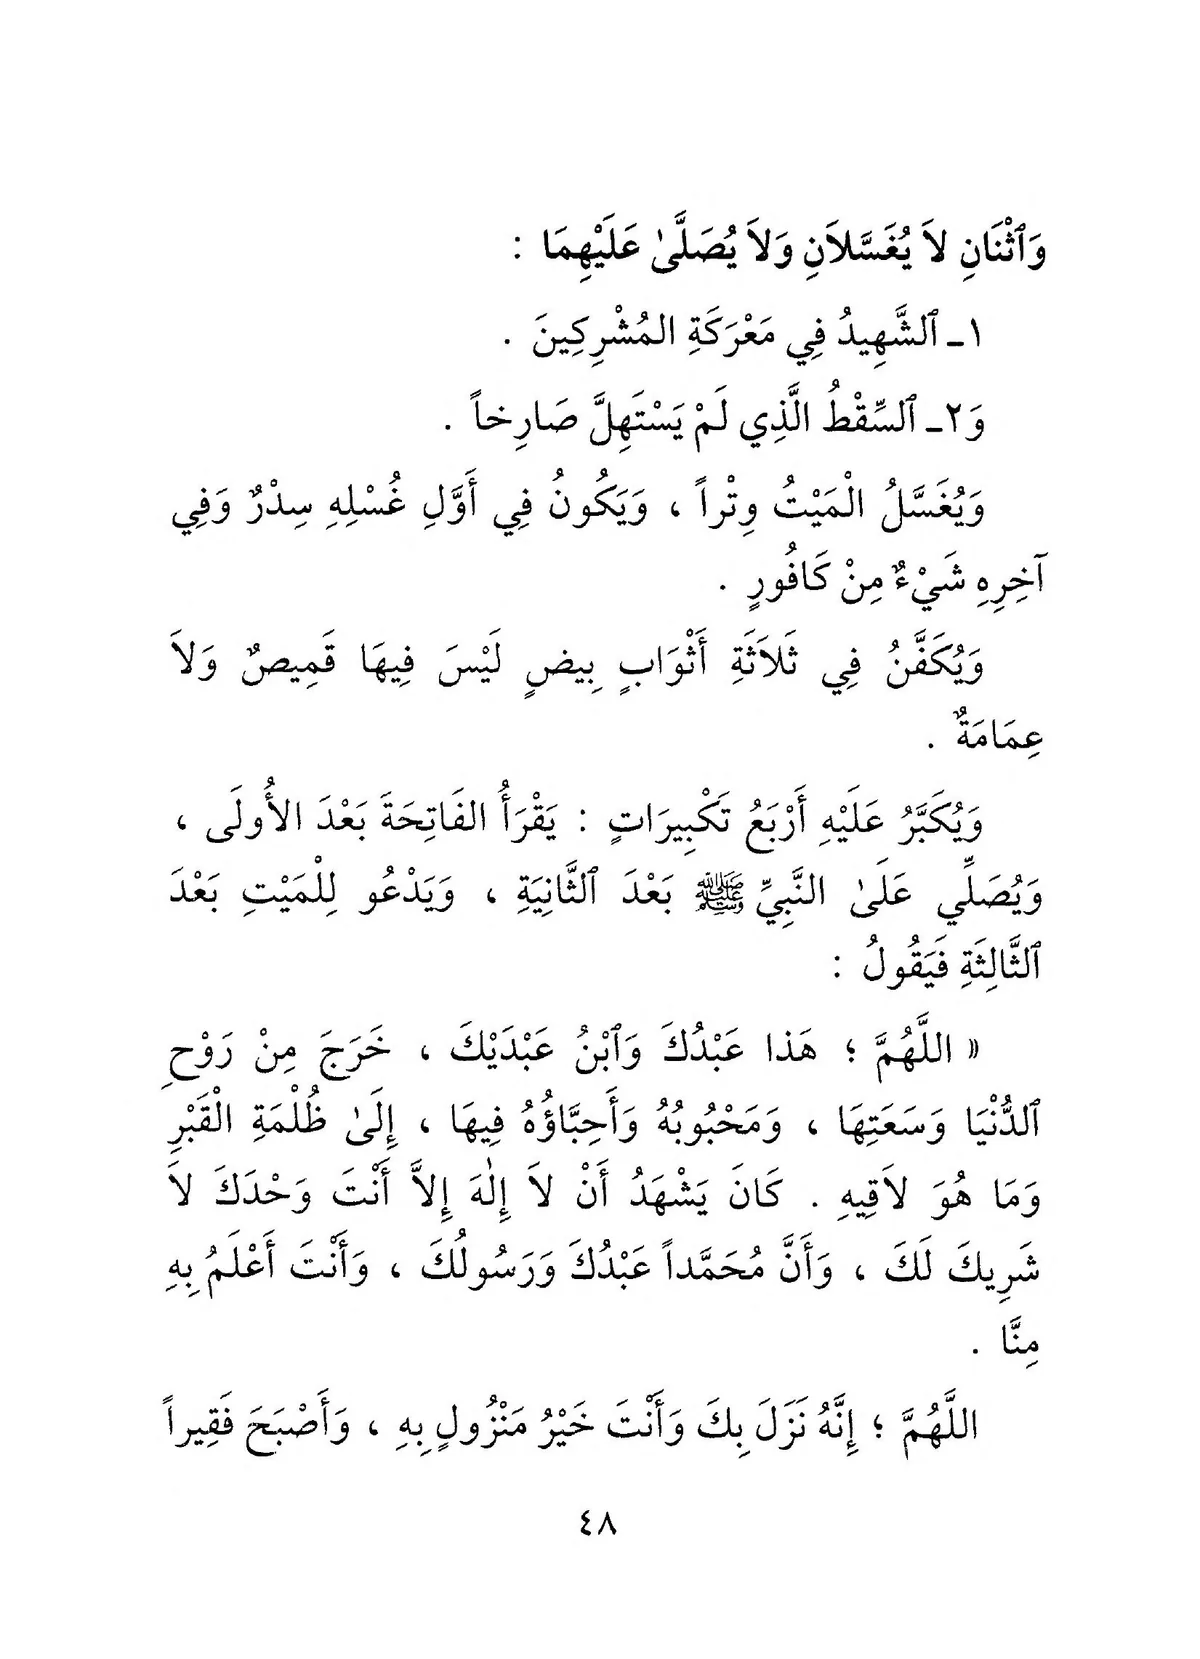 وَٱثْنَانِ لاَ يُغَسَّلاَنِ وَلاَ يُصَلَّىٰ عَلَيْهِمَا :
١ـ ٱلشَّهِيدُ فِي مَعْرَكَةِ المُشْرِكِينَ .
وَ٢ـ ٱلسِّقْطُ الَّذِي لَمْ يَسْتَهِلَّ صَارِخاً .
وَيُغَسَّلُ الْمَيْتُ وِتْراً ، وَيَكُونُ فِي أَوَّلِ غُسْلِهِ سِدْرٌ وَفِي
آخِرِهِ شَيْءٌ مِنْ كَافُورٍ .
وَيُكَفَّنُ فِي ثَلاَثَةِ أَثْوَابٍ بِيضٍ لَيْسَ فِيهَا قَمِيصٌ وَلاَ
عِمَامَةٌ .
وَيُكَبَّرُ عَلَيْهِ أَرْبَعُ تَكْبِيرَاتٍ : يَقْرَأُ الفَاتِحَةَ بَعْدَ الأُولَى ،
وَيُصَلِّي عَلَىٰ النَّبِيِّ ﷺ بَعْدَ ٱلثَّانِيَةِ ، وَيَدْعُو لِلْمَيْتِ بَعْدَ
ٱلثَّالِثَةِ فَيَقُولُ :
« اللَّهُمَّ ؛ هَذا عَبْدُكَ وَٱبْنُ عَبْدَيْكَ ، خَرَجَ مِنْ رَوْحِ
ٱلدُّنْيَا وَسَعَتِهَا ، وَمَحْبُوبُهُ وَأَحِبَّاؤُهُ فِيهَا ، إِلَىٰ ظُلْمَةِ الْقَبْرِ
وَمَا هُوَ لاَقِيهِ . كَانَ يَشْهَدُ أَنْ لاَ إِلٰهَ إِلاَّ أَنْتَ وَحْدَكَ لاَ
شَرِيكَ لَكَ ، وَأَنَّ مُحَمَّداً عَبْدُكَ وَرَسُولُكَ ، وَأَنْتَ أَعْلَمُ بِهِ
مِنَّا .
اللَّهُمَّ ؛ إِنَّهُ نَزَلَ بِكَ وَأَنْتَ خَيْرُ مَنْزُولٍ بِهِ ، وَأَصْبَحَ فَقِيراً
٤٨